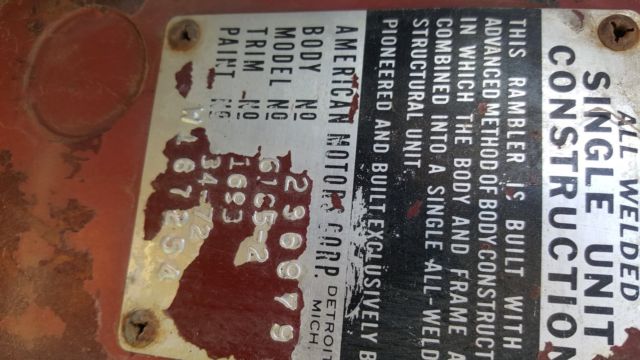 ALL WELDED
SINGLE UNIT
CONSTRUCTION
THIS RAMBLER IS BUILT WITH
ADVANCED METHOD OF BODY CONSTRUCT
IN WHICH THE BODY AND FRAME
COMBINED INTO A SINGLE ALL-WELD
STRUCTURAL UNIT
PIONEERED AND BUILT EXCLUSIVELY B
AMERICAN MOTORS CORP. DETROIT
MICH.
BODY NO 236979
MODEL NO 6105-2
TRIM NO 1693
PAINT NO 34-72
W167254